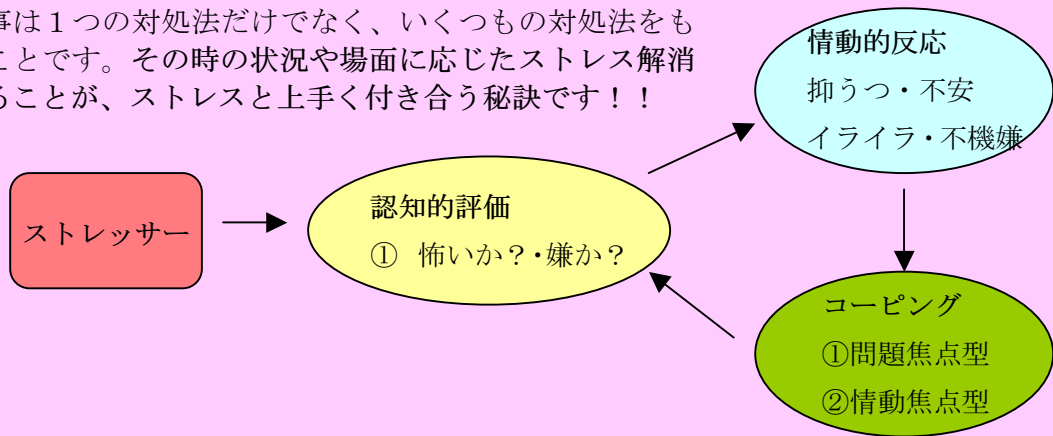 事は１つの対処法だけでなく、いくつもの対処法をも
ことです。その時の状況や場面に応じたストレス解消
ることが、ストレスと上手く付き合う秘訣です！！
情動的反応
抑うつ・不安
イライラ・不機嫌
ストレッサー
認知的評価
① 怖いか？・嫌か？
コーピング
①問題焦点型
②情動焦点型